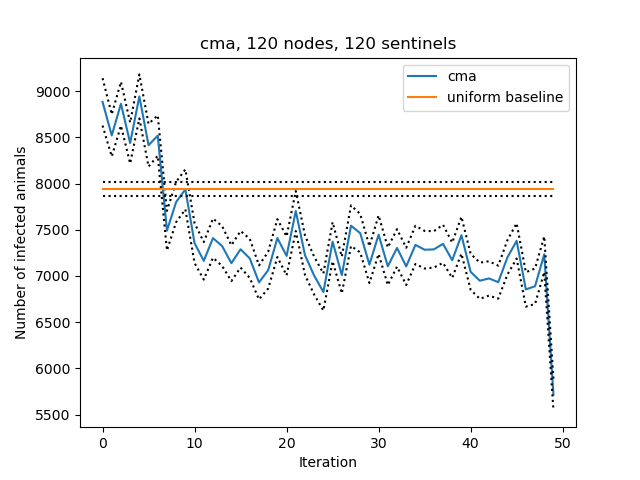 cma, 120 nodes, 120 sentinels
cma
uniform baseline
Number of infected animals
9000
8500
8000
7500
7000
6500
6000
5500
0 10 20 30 40 50
Iteration